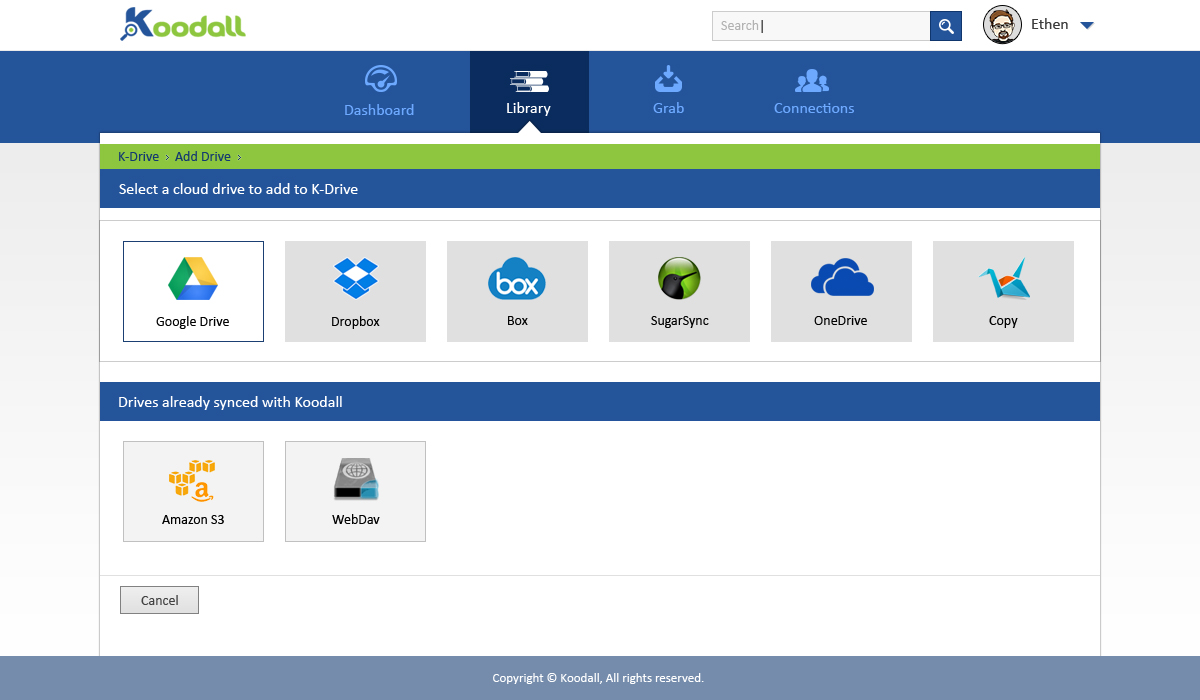 Koodall
Search
Ethen
Dashboard
Library
Grab
Connections
K-Drive › Add Drive ›
Select a cloud drive to add to K-Drive
Google Drive
Dropbox
box
Box
SugarSync
OneDrive
Copy
Drives already synced with Koodall
a
Amazon S3
WebDav
Cancel
Copyright © Koodall, All rights reserved.